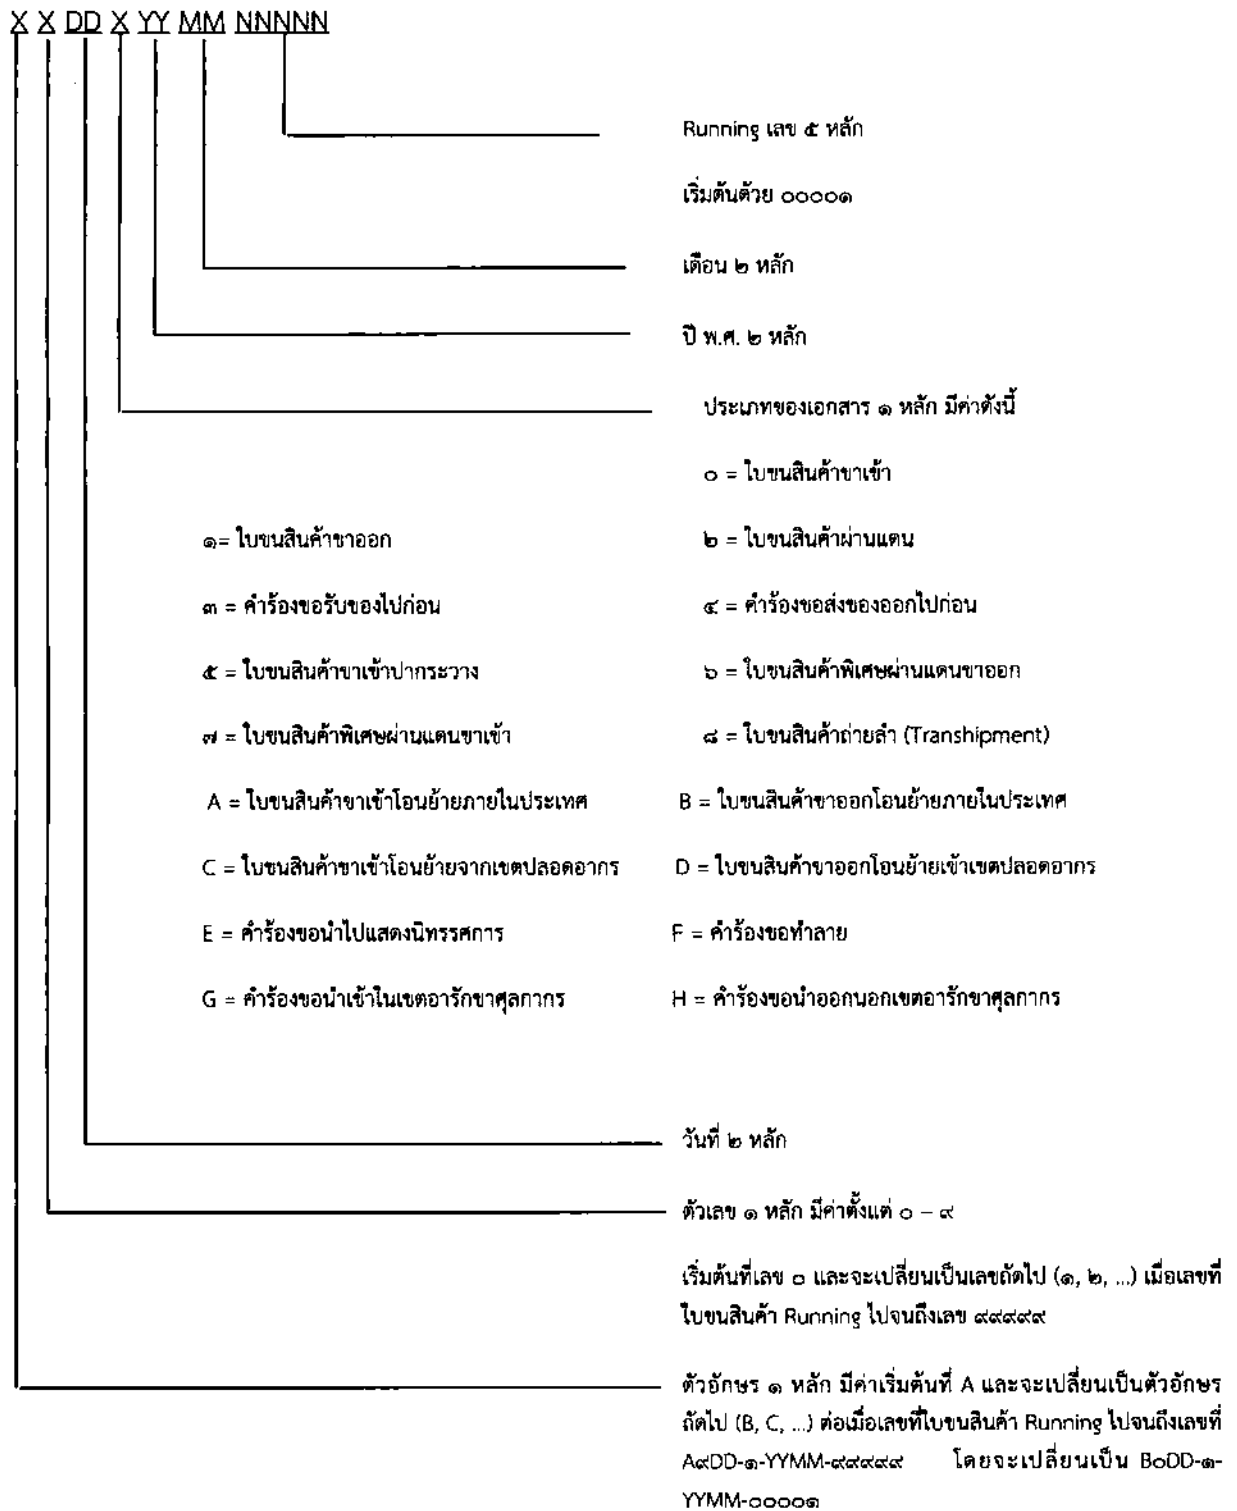 X X DD X YY MM NNNNN
Running เลข ๕ หลัก
เริ่มต้นด้วย ๐๐๐๐๑
เดือน ๒ หลัก
ปี พ.ศ. ๒ หลัก
ประเภทของเอกสาร ๑ หลัก มีค่าดังนี้
๐ = ใบขนสินค้าขาเข้า
๑= ใบขนสินค้าขาออก ๒ = ใบขนสินค้าผ่านแดน
๓ = คำร้องขอรับของไปก่อน ๔ = คำร้องขอส่งของออกไปก่อน
๕ = ใบขนสินค้าขาเข้าปากระวาง ๖ = ใบขนสินค้าพิเศษผ่านแดนขาออก
๗ = ใบขนสินค้าพิเศษผ่านแดนขาเข้า ๘ = ใบขนสินค้าถ่ายลำ (Transhipment)
A = ใบขนสินค้าขาเข้าโอนย้ายภายในประเทศ B = ใบขนสินค้าขาออกโอนย้ายภายในประเทศ
C = ใบขนสินค้าขาเข้าโอนย้ายจากเขตปลอดอากร D = ใบขนสินค้าขาออกโอนย้ายเข้าเขตปลอดอากร
E = คำร้องขอนำไปแสดงนิทรรศการ F = คำร้องขอทำลาย
G = คำร้องขอนำเข้าในเขตอารักขาศุลกากร H = คำร้องขอนำออกนอกเขตอารักขาศุลกากร
วันที่ ๒ หลัก
ตัวเลข ๑ หลัก มีค่าตั้งแต่ ๐ – ๙
เริ่มต้นที่เลข ๐ และจะเปลี่ยนเป็นเลขถัดไป (๑, ๒, ...) เมื่อเลขที่
ใบขนสินค้า Running ไปจนถึงเลข ๙๙๙๙๙
ตัวอักษร ๑ หลัก มีค่าเริ่มต้นที่ A และจะเปลี่ยนเป็นตัวอักษร
ถัดไป (B, C, ...) ต่อเมื่อเลขที่ใบขนสินค้า Running ไปจนถึงเลขที่
A๙DD-๑-YYMM-๙๙๙๙๙ โดยจะเปลี่ยนเป็น B๐DD-๑-
YYMM-๐๐๐๐๑